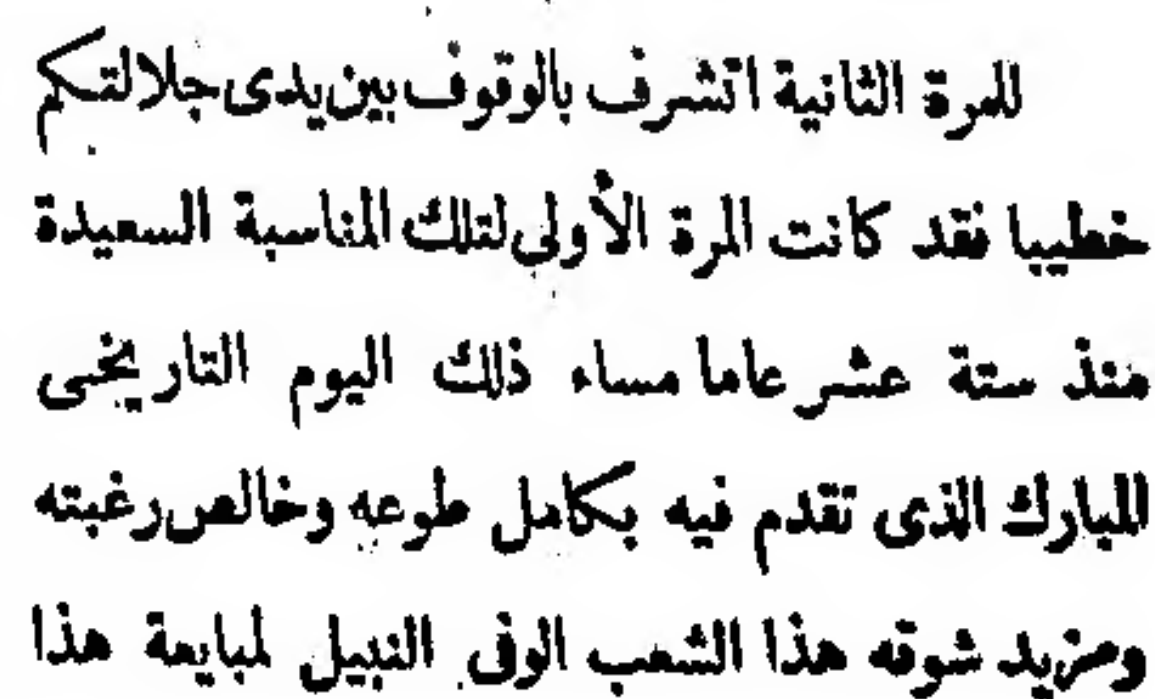 للمرة الثانية اتشرف بالوقوف بين يدى جلالتكم
خطيبا فقد كانت المرة الأولى لتلك المناسبة السعيدة
منذ ستة عشر عاما مساء ذلك اليوم التاريخى
المبارك الذى تقدم فيه بكامل طوعه وخالص رغبته
ومزيد شوقه هذا الشعب الوفى النبيل لمبايعة هذا